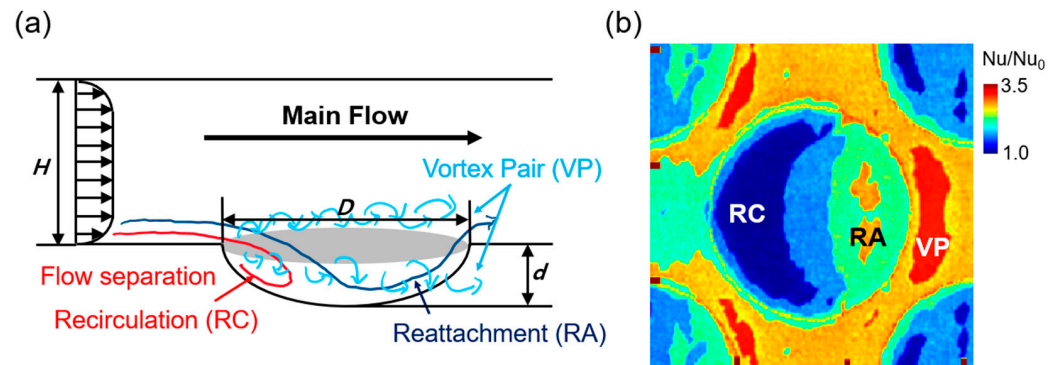 (a)
H
Main Flow
Vortex Pair (VP)
D
Flow separation
Recirculation (RC)
d
Reattachment (RA)
(b)
Nu/Nu₀
3.5
1.0
RC
RA
VP